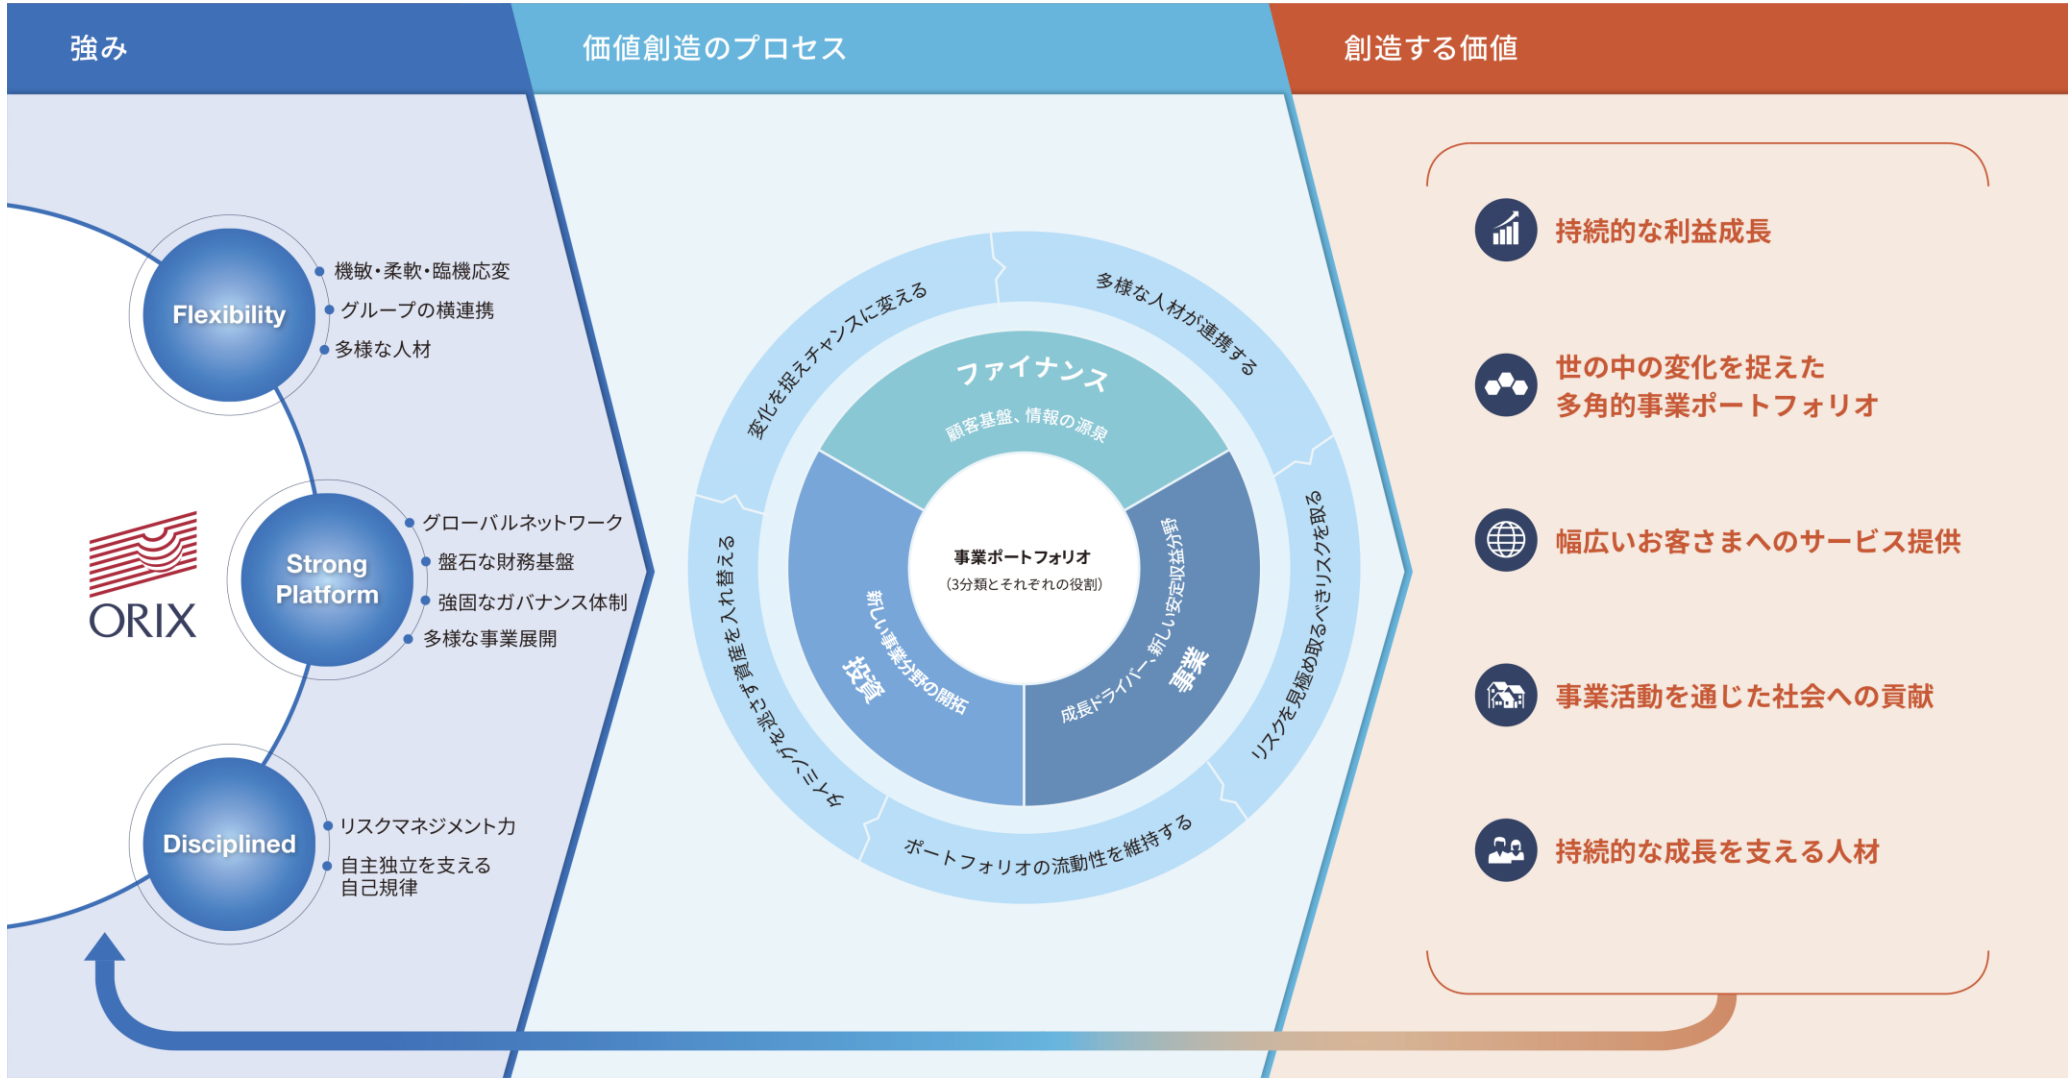 強み
価値創造のプロセス
創造する価値
Flexibility
機敏・柔軟・臨機応変
グループの横連携
多様な人材
ORIX
Strong
Platform
グローバルネットワーク
盤石な財務基盤
強固なガバナンス体制
多様な事業展開
Disciplined
リスクマネジメント力
自主独立を支える
自己規律
変化を捉えチャンスに変える
多様な人材が連携する
リスクを見極め取るべきリスクを取る
ポートフォリオの流動性を維持する
タイミングを逃さず資産を入れ替える
ファイナンス
顧客基盤、情報の源泉
事業
成長ドライバー、新しい安定収益分野
投資
新しい事業分野の開拓
事業ポートフォリオ
(3分類とそれぞれの役割)
持続的な利益成長
世の中の変化を捉えた
多角的事業ポートフォリオ
幅広いお客さまへのサービス提供
事業活動を通じた社会への貢献
持続的な成長を支える人材